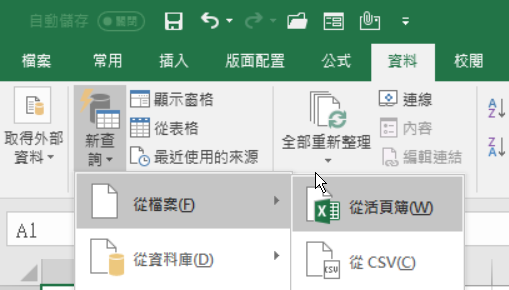 自動儲存 關閉
檔案 常用 插入 版面配置 公式 資料 校閱
取得外部
資料
新查
詢
顯示窗格
從表格
最近使用的來源
全部重新整理
連線
內容
編輯連結
A
Z
Z
A
從檔案(F)
從活頁簿(W)
A1
從資料庫(D)
從 CSV(C)
CSV